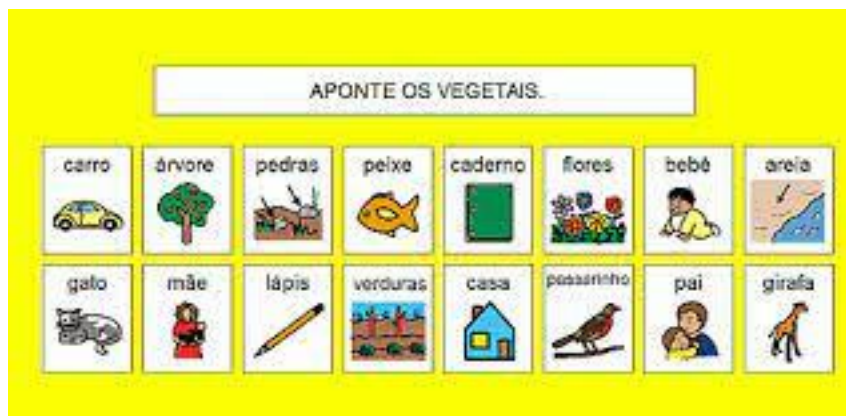 APONTE OS VEGETAIS.
carro árvore pedras peixe caderno flores bebê areia
gato mãe lápis verduras casa passarinho pai girafa